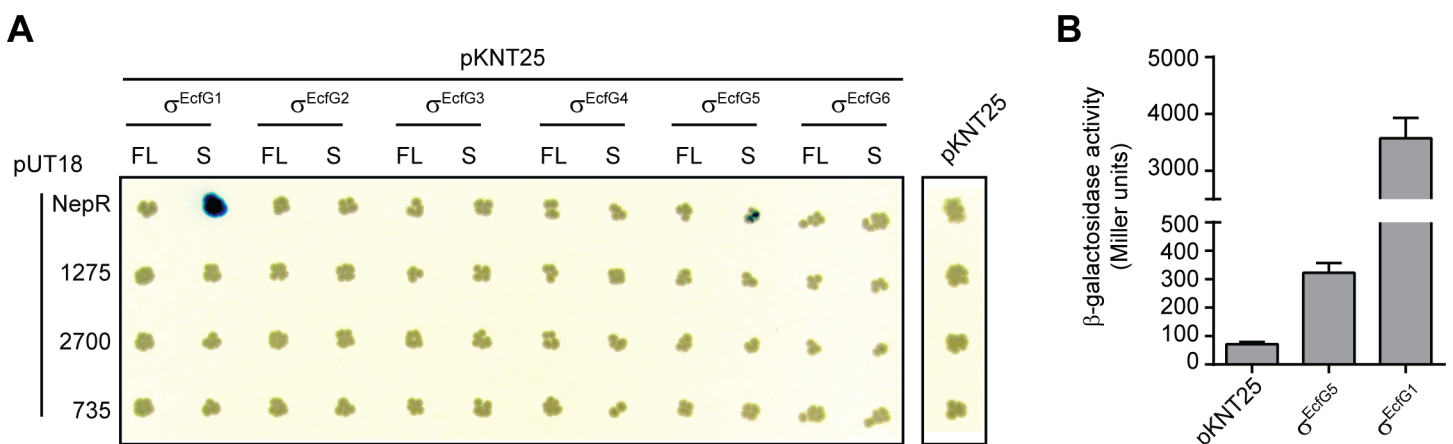 A
pKNT25
σEcfG1 σEcfG2 σEcfG3 σEcfG4 σEcfG5 σEcfG6
pKNT25
pUT18
FL S FL S FL S FL S FL S FL S
NepR
1275
2700
735
B
β-galactosidase activity
(Miller units)
5000
4000
3000
500
400
300
200
100
0
pKNT25
σEcfG5
σEcfG1